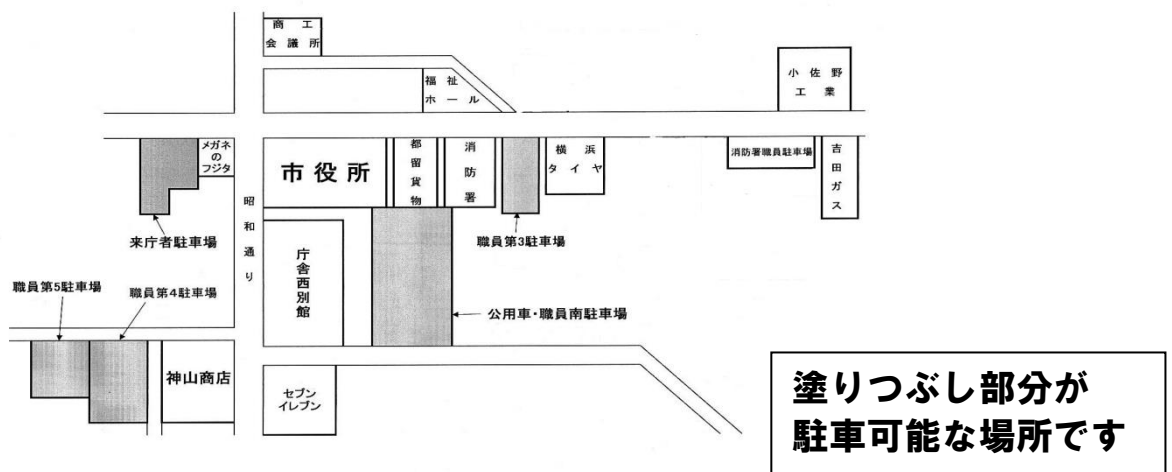 商工
会議所
福祉
ホール
小佐野
工業
メガネ
の
フジタ
市役所
都留貨物
消防署
横浜
タイヤ
消防署職員駐車場
吉田ガス
昭和通り
来庁者駐車場
職員第3駐車場
庁舎西別館
職員第5駐車場
職員第4駐車場
公用車・職員南駐車場
神山商店
セブン
イレブン
塗りつぶし部分が
駐車可能な場所です